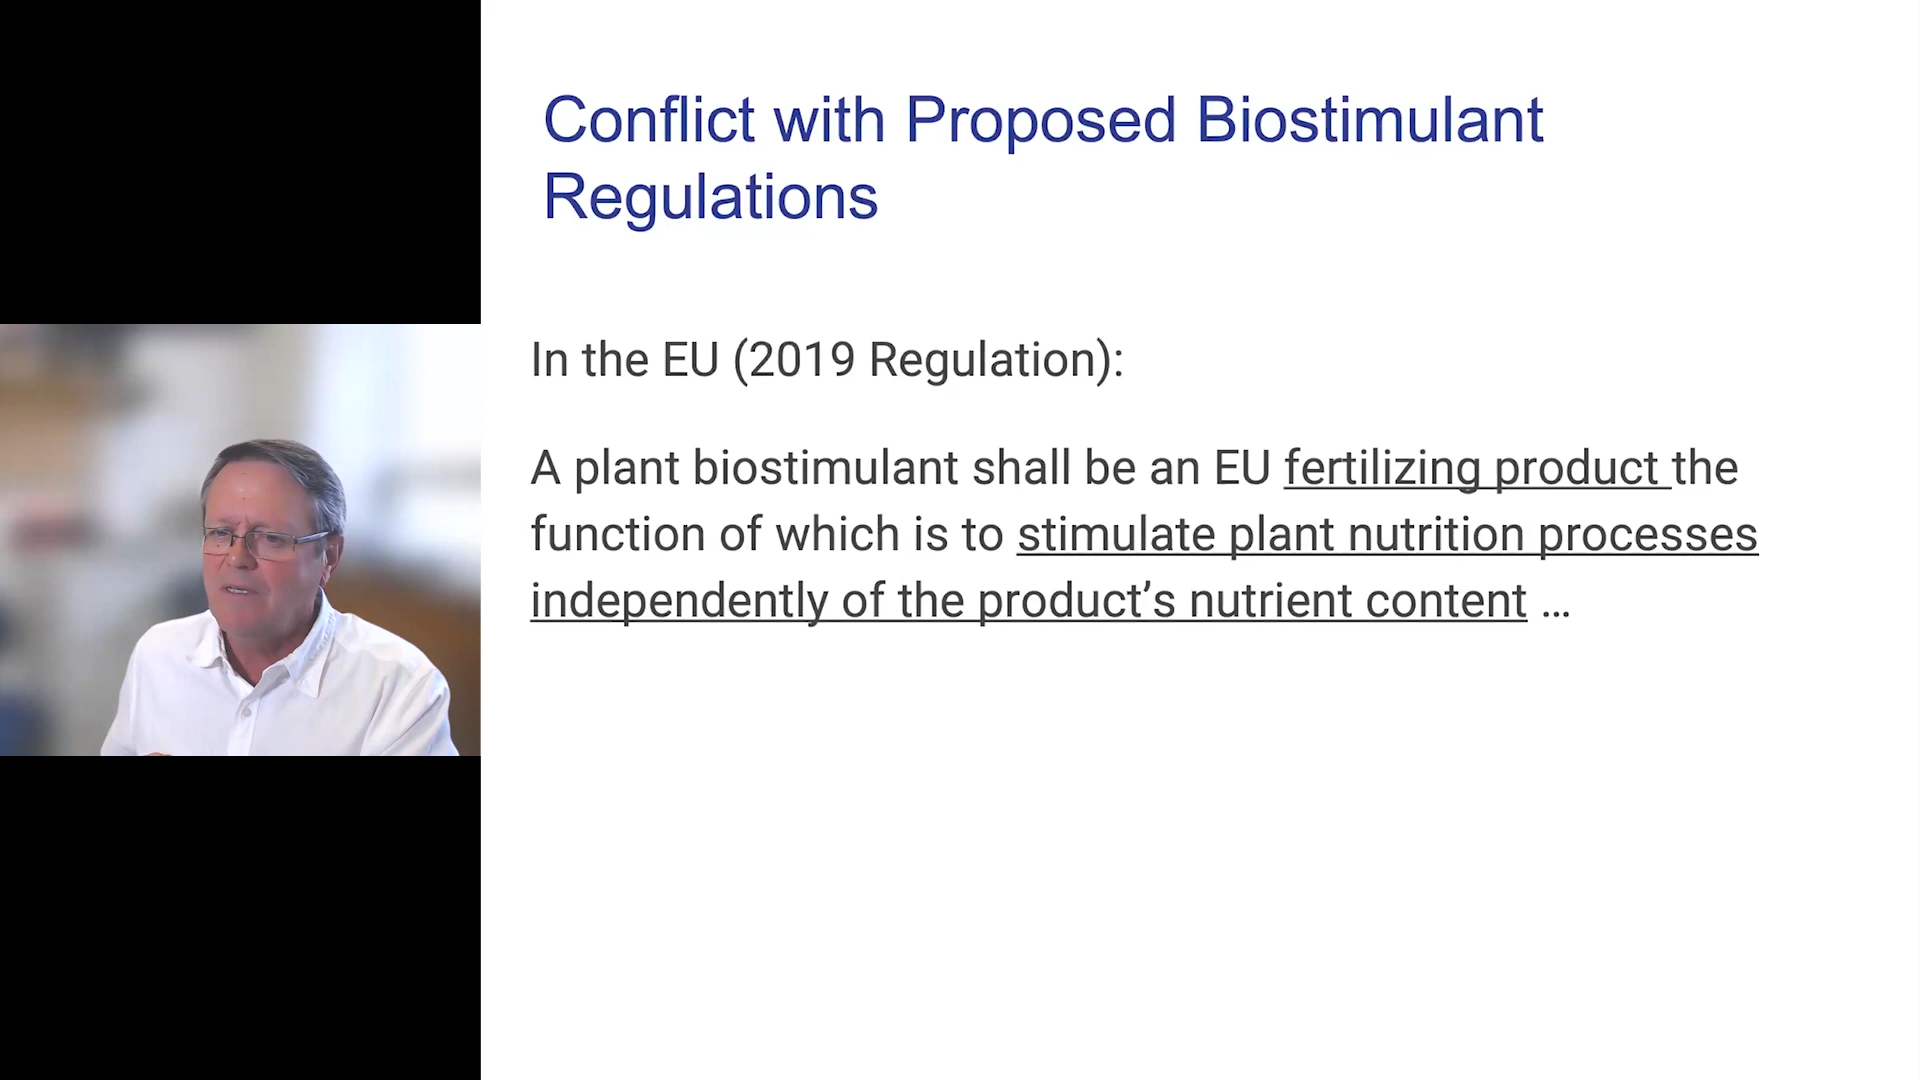 Conflict with Proposed Biostimulant
Regulations
In the EU (2019 Regulation):
A plant biostimulant shall be an EU fertilizing product the
function of which is to stimulate plant nutrition processes
independently of the product’s nutrient content ...